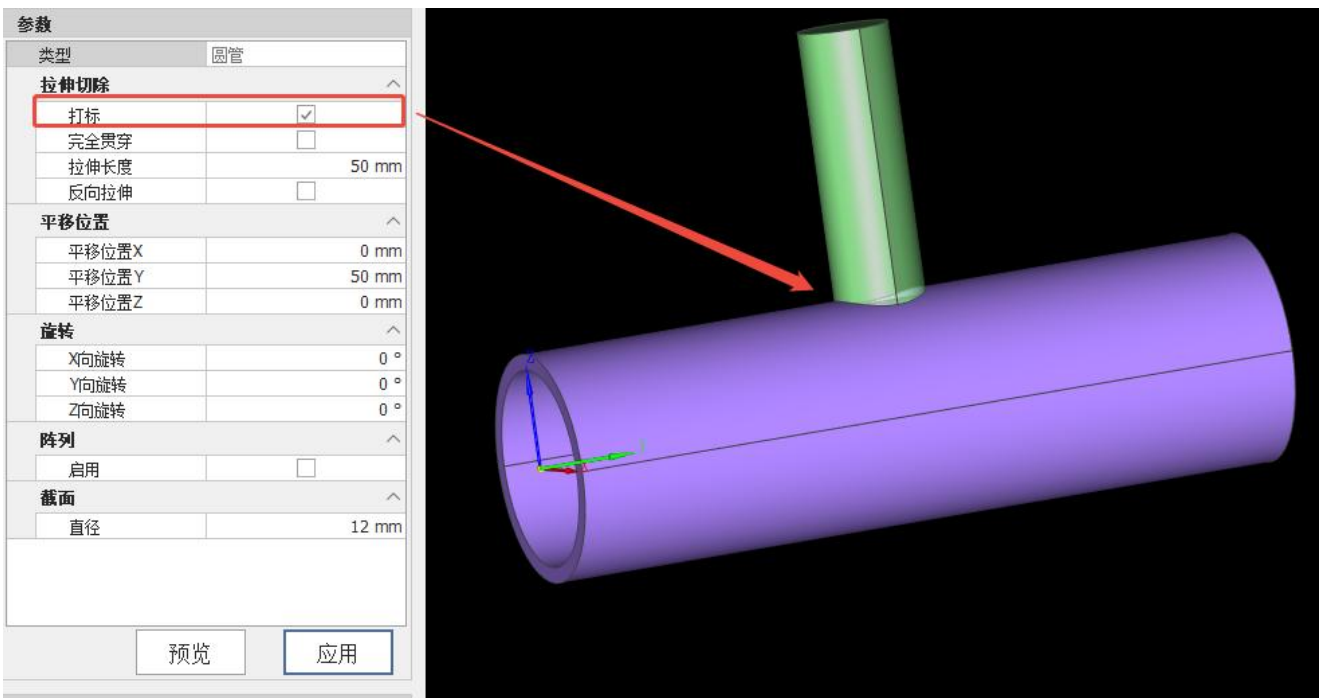 参数
类型 圆管
拉伸切除
打标
完全贯穿
拉伸长度 50 mm
反向拉伸
平移位置
平移位置X 0 mm
平移位置Y 50 mm
平移位置Z 0 mm
旋转
X向旋转 0 °
Y向旋转 0 °
Z向旋转 0 °
阵列
启用
截面
直径 12 mm
预览 应用